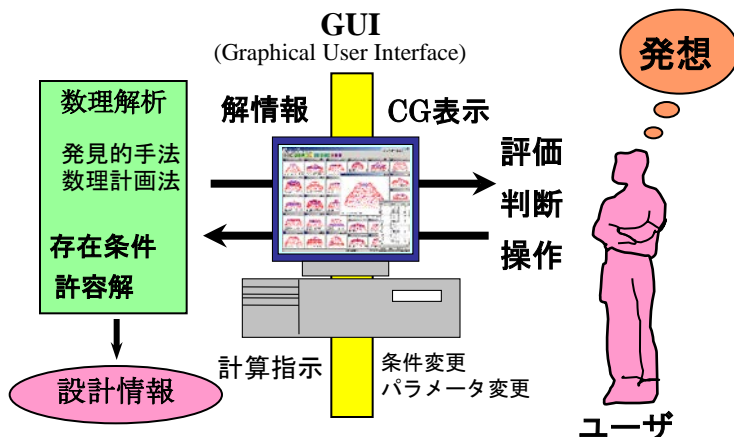 GUI
(Graphical User Interface)
発想
数理解析
発見的手法
数理計画法
存在条件
許容解
設計情報
解情報
CG表示
評価
判断
操作
計算指示
条件変更
パラメータ変更
ユーザ